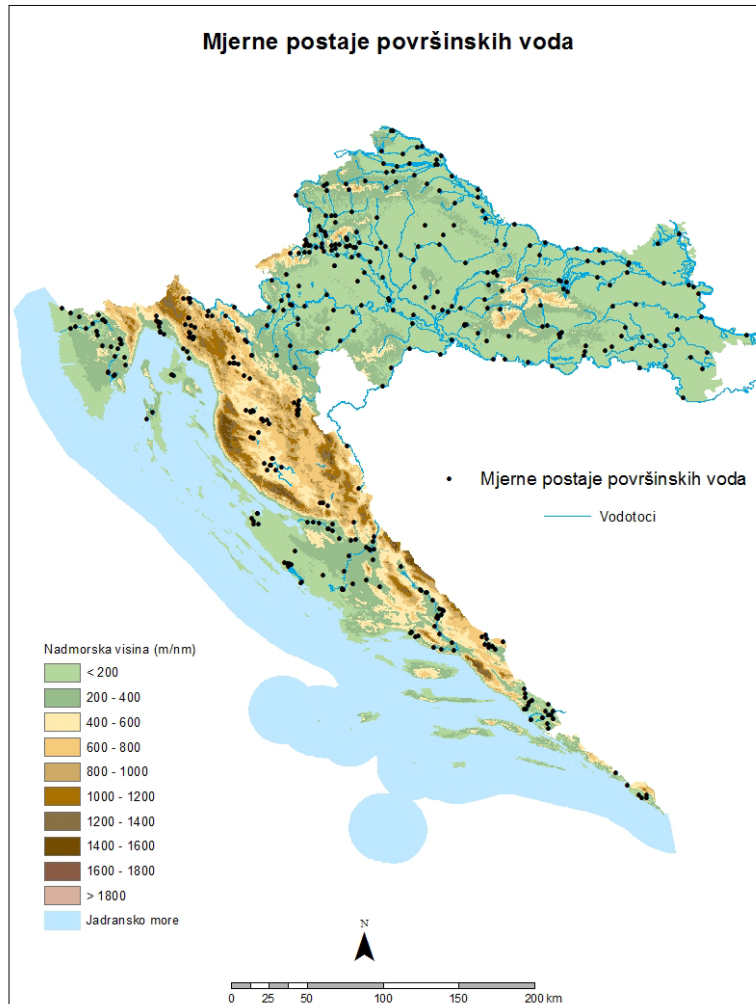 Mjerne postaje površinskih voda
Mjerne postaje površinskih voda
Vodotoci
Nadmorska visina (m/nm)
< 200
200 - 400
400 - 600
600 - 800
800 - 1000
1000 - 1200
1200 - 1400
1400 - 1600
1600 - 1800
> 1800
Jadransko more
N
0 25 50 100 150 200 km